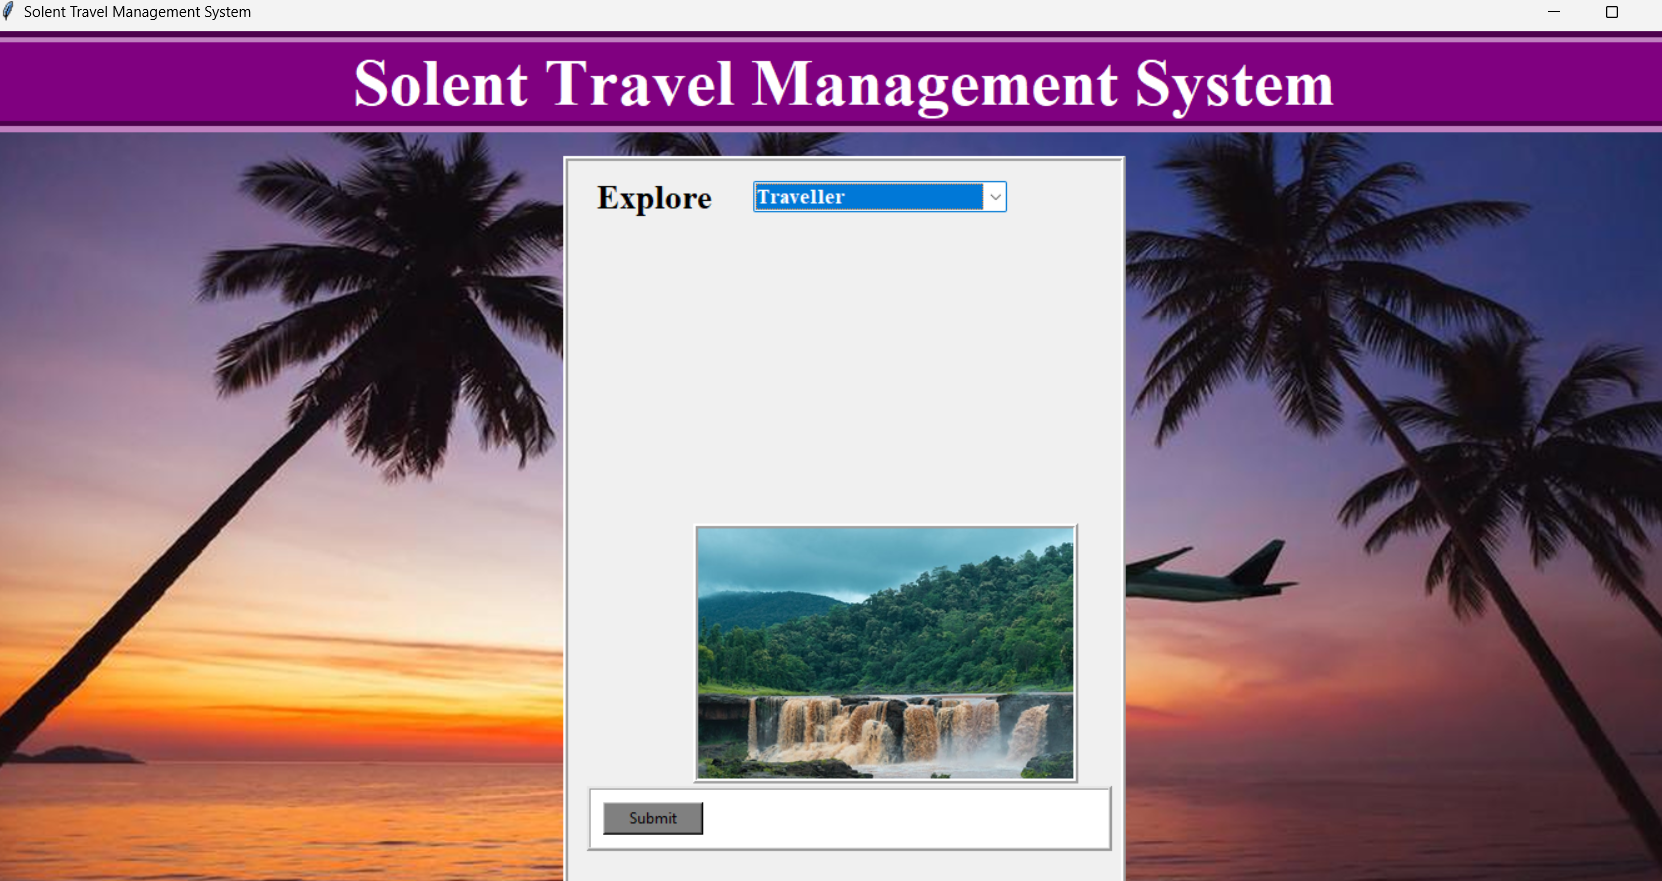 Solent Travel Management System
Solent Travel Management System
Explore
Traveller
Submit